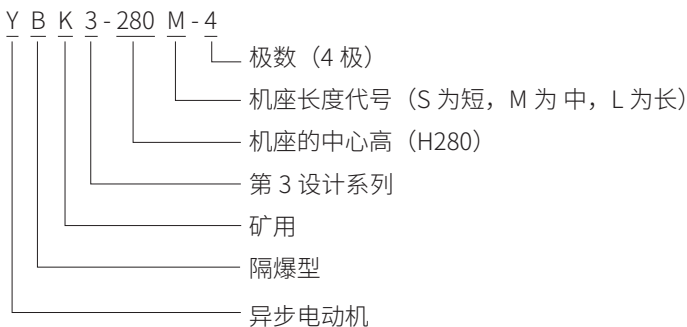 Y B K 3 - 280 M - 4
极数（4 极）
机座长度代号（S 为短，M 为 中，L 为长）
机座的中心高（H280）
第 3 设计系列
矿用
隔爆型
异步电动机